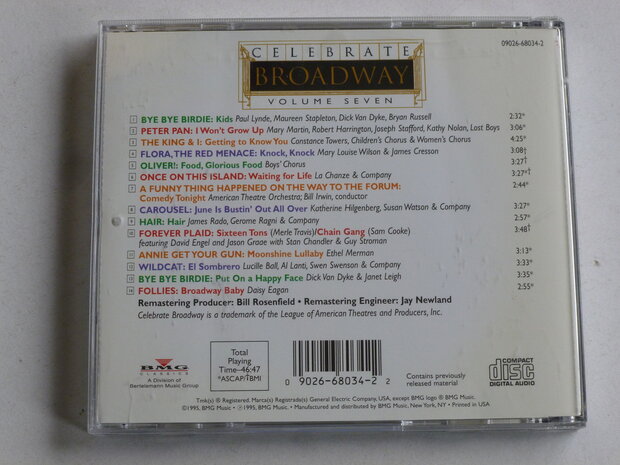 09026-68034-2
CELEBRATE
BROADWAY
VOLUME SEVEN
1 BYE BYE BIRDIE: Kids Paul Lynde, Maureen Stapleton, Dick Van Dyke, Bryan Russell 2:32*
2 PETER PAN: I Won't Grow Up Mary Martin, Robert Harrington, Joseph Stafford, Kathy Nolan, Lost Boys 3:06*
3 THE KING & I: Getting to Know You Constance Towers, Children's Chorus & Women's Chorus 4:25*
4 FLORA, THE RED MENACE: Knock, Knock Mary Louise Wilson & James Cresson 3:08†
5 OLIVER!: Food, Glorious Food Boys' Chorus 3:27†
6 ONCE ON THIS ISLAND: Waiting for Life La Chanze & Company 3:27*†
7 A FUNNY THING HAPPENED ON THE WAY TO THE FORUM: 2:44*
Comedy Tonight American Theatre Orchestra; Bill Irwin, conductor
8 CAROUSEL: June Is Bustin' Out All Over Katherine Hilgenberg, Susan Watson & Company 3:27*
9 HAIR: Hair James Rado, Gerome Ragni & Company 2:57*
10 FOREVER PLAID: Sixteen Tons (Merle Travis)/Chain Gang (Sam Cooke) 3:48†
featuring David Engel and Jason Graae with Stan Chandler & Guy Stroman
11 ANNIE GET YOUR GUN: Moonshine Lullaby Ethel Merman 3:13*
12 WILDCAT: El Sombrero Lucille Ball, Al Lanti, Swen Swenson & Company 3:33*
13 BYE BYE BIRDIE: Put On a Happy Face Dick Van Dyke & Janet Leigh 3:35*
14 FOLLIES: Broadway Baby Daisy Eagan 2:55*
Remastering Producer: Bill Rosenfield • Remastering Engineer: Jay Newland
Celebrate Broadway is a trademark of the League of American Theatres and Producers, Inc.
BMG
CLASSICS
A Division of
Bertelsmann Music Group
Total
Playing
Time–46:47
*ASCAP/†BMI
0 9026-68034-2 2
Contains previously
released material
COMPACT
disc
DIGITAL AUDIO
Tmk(s) ® Registered. Marca(s) Registrada(s) General Electric Company, USA, except BMG logo ® BMG Music.
©1995, BMG Music • ℗1995, BMG Music. • Manufactured and distributed by BMG Music, New York, NY • Printed in USA